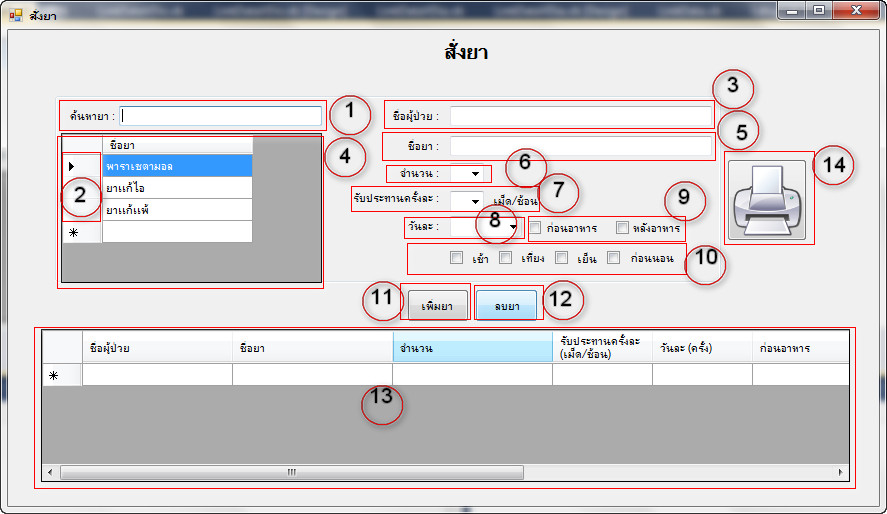 สั่งยา
สั่งยา
3
ค้นหายา : 1 ชื่อผู้ป่วย :
5
ชื่อยา 4 ชื่อยา :
พาราเซตามอล จำนวน : 6 14
2 ยาแก้ไอ รับประทานครั้งละ : เม็ด/ช้อน 7 9
ยาแก้แพ้ วันละ : 8 ก่อนอาหาร หลังอาหาร
เช้า เที่ยง เย็น ก่อนนอน 10
11 เพิ่มยา ลบยา 12
ชื่อผู้ป่วย ชื่อยา จำนวน รับประทานครั้งละ วันละ (ครั้ง) ก่อนอาหาร
(เม็ด/ช้อน)
13